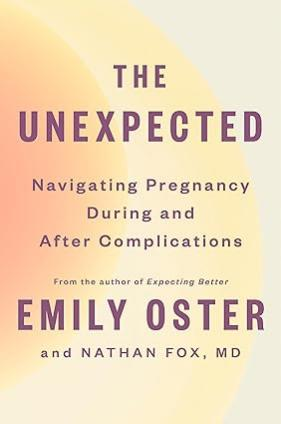 THE
UNEXPECTED
Navigating Pregnancy
During and
After Complications
From the author of Expecting Better
EMILY OSTER
and NATHAN FOX, MD